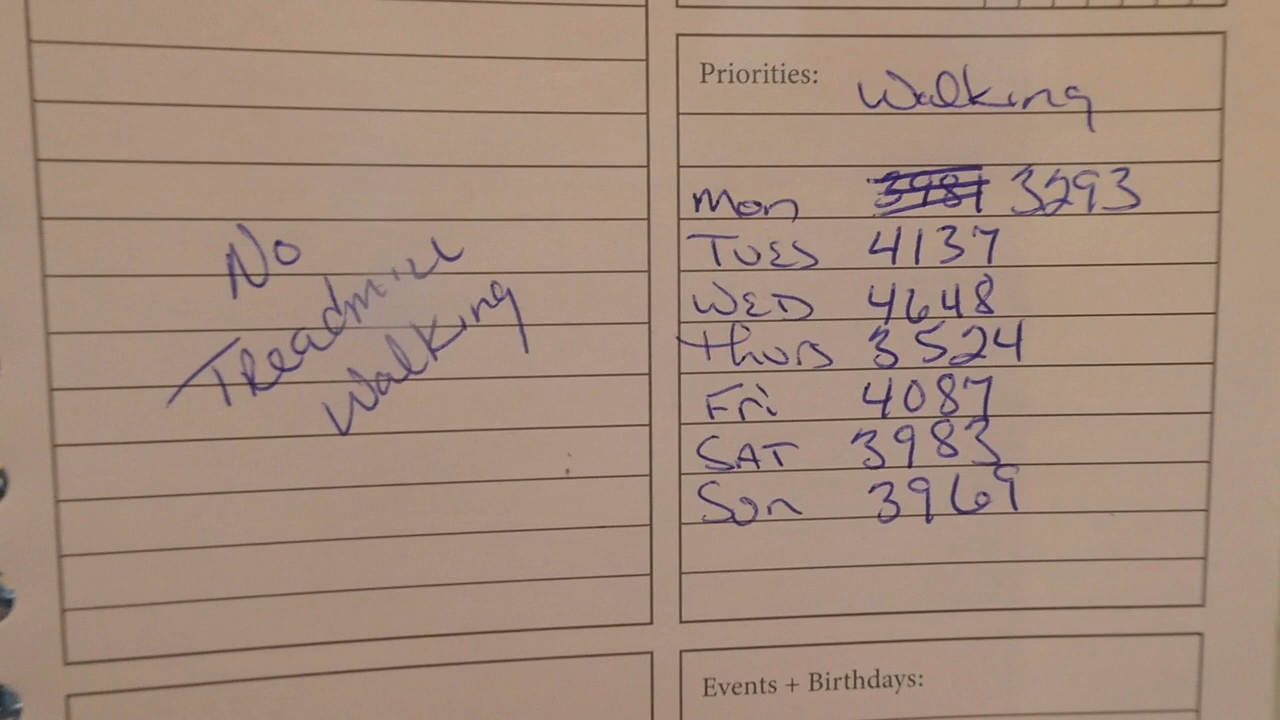 No
Treadmill
Walking
Priorities: Walking
Mon 3981 3293
TUES 4137
WED 4648
thurs 3524
Fri 4087
SAT 3983
Sun 3969
Events + Birthdays: